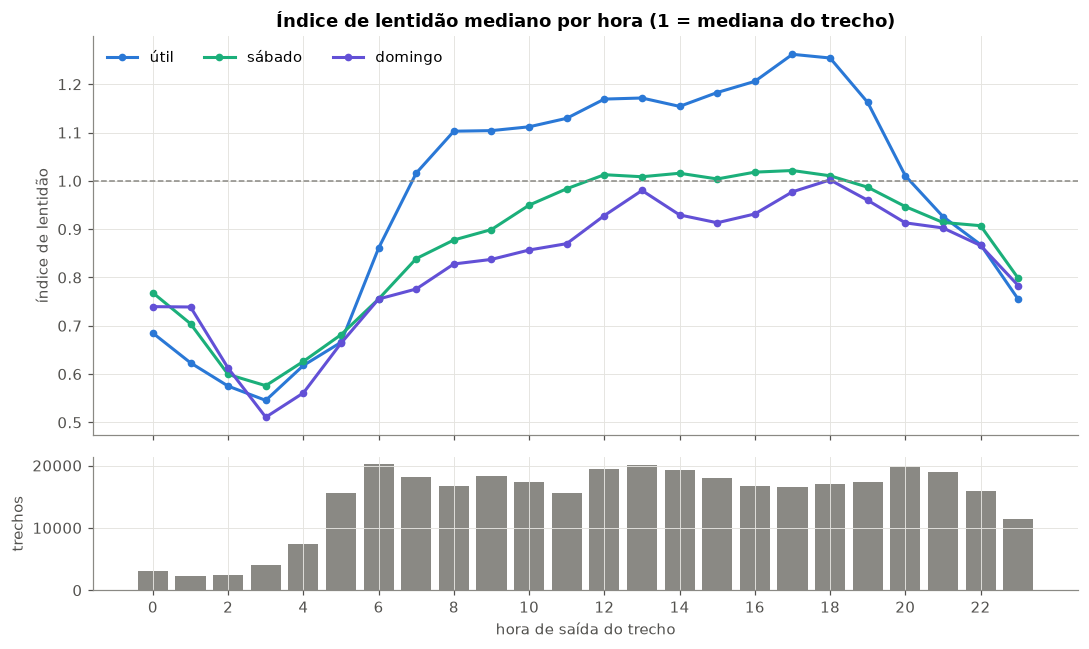 Índice de lentidão mediano por hora (1 = mediana do trecho)
útil sábado domingo
índice de lentidão
1.2
1.1
1.0
0.9
0.8
0.7
0.6
0.5
trechos
20000
10000
0
0 2 4 6 8 10 12 14 16 18 20 22
hora de saída do trecho